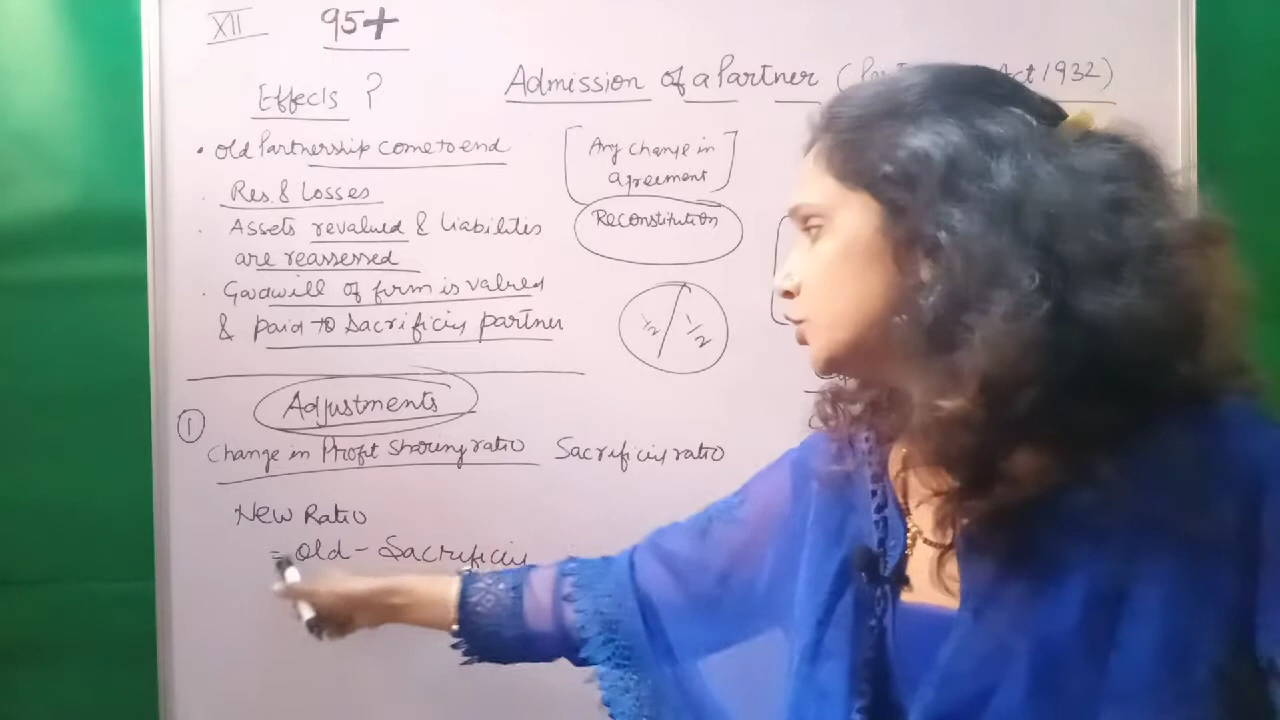 XII 95+
Effects ?
Admission of a Partner ( Act 1932)
• Old Partnership come to end
. Res. & Losses
. Assets revalued & Liabilities
are reassessed
. Goodwill of firm is valued
& paid to Sacrificing partner
[Any change in
agreement]
Reconstitution
1/2 / 1/2
Adjustments
① Change in Profit Sharing ratio Sacrificing ratio
New Ratio
= Old - Sacrificing